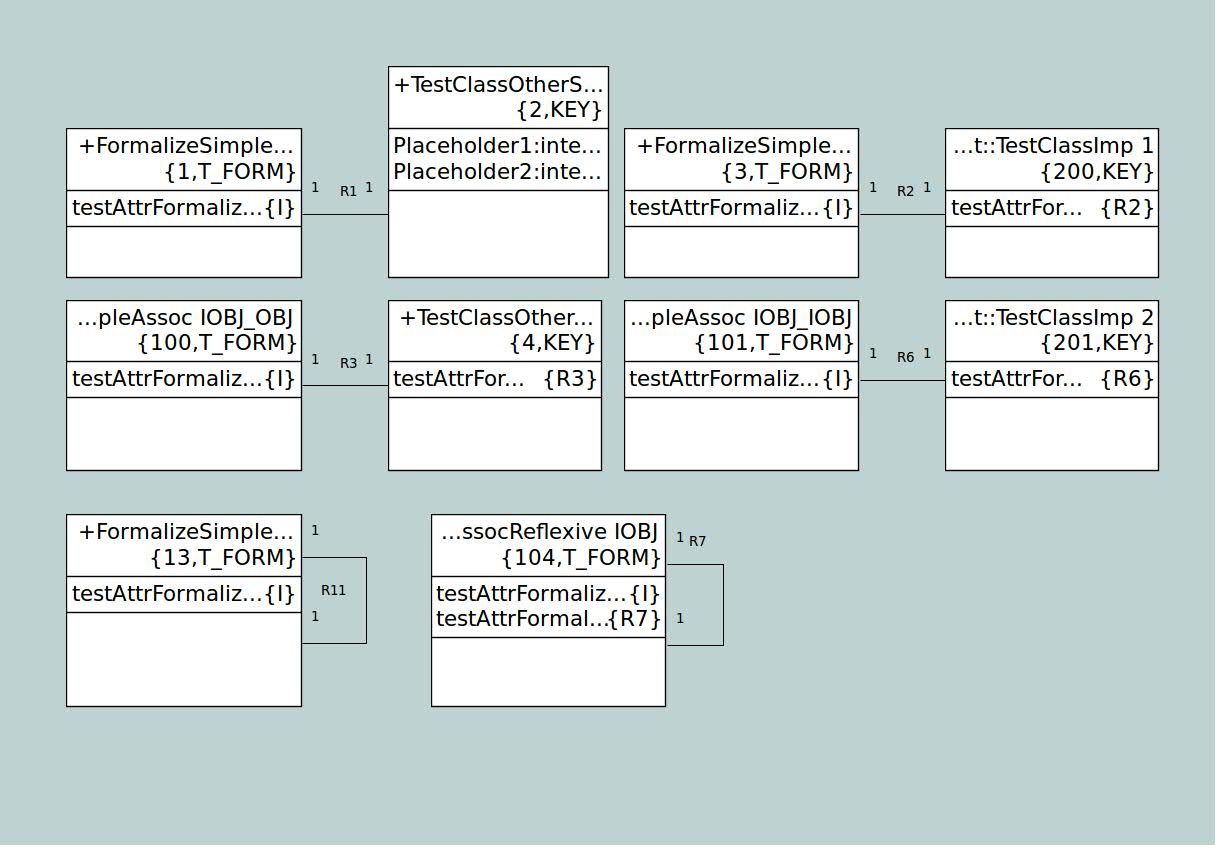 +TestClassOtherS...
{2,KEY}
Placeholder1:inte...
Placeholder2:inte...
+FormalizeSimple...
{1,T_FORM}
testAttrFormaliz...{I}
1 R1 1
+FormalizeSimple...
{3,T_FORM}
testAttrFormaliz...{I}
1 R2 1
...t::TestClassImp 1
{200,KEY}
testAttrFor... {R2}
...pleAssoc IOBJ_OBJ
{100,T_FORM}
testAttrFormaliz...{I}
1 R3 1
+TestClassOther...
{4,KEY}
testAttrFor... {R3}
...pleAssoc IOBJ_IOBJ
{101,T_FORM}
testAttrFormaliz...{I}
1 R6 1
...t::TestClassImp 2
{201,KEY}
testAttrFor... {R6}
+FormalizeSimple...
{13,T_FORM}
testAttrFormaliz...{I}
1
R11
1
...ssocReflexive IOBJ
{104,T_FORM}
testAttrFormaliz...{I}
testAttrFormal...{R7}
1 R7
1